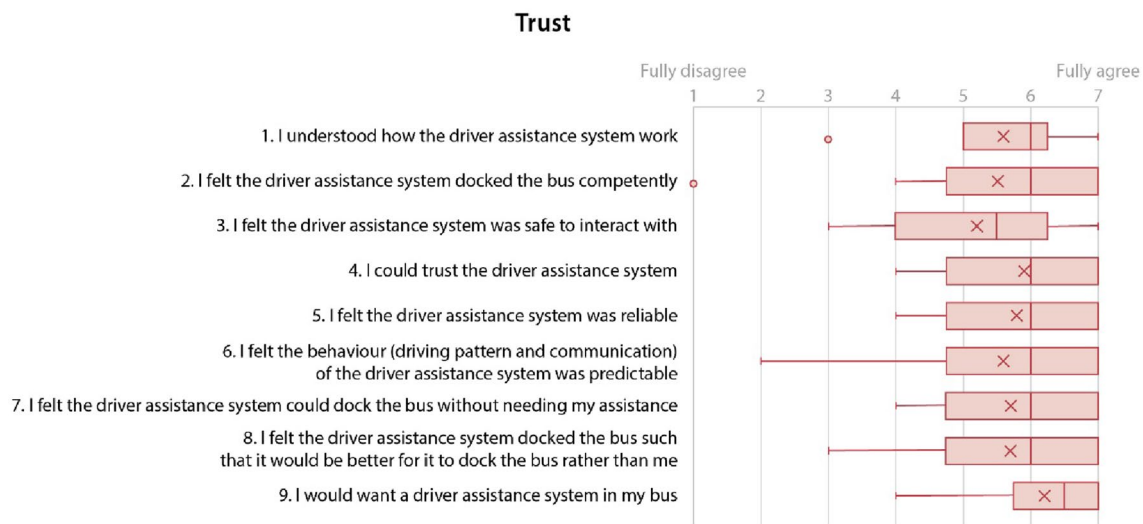 Trust
Fully disagree
Fully agree
1 2 3 4 5 6 7
1. I understood how the driver assistance system work
2. I felt the driver assistance system docked the bus competently
3. I felt the driver assistance system was safe to interact with
4. I could trust the driver assistance system
5. I felt the driver assistance system was reliable
6. I felt the behaviour (driving pattern and communication)
of the driver assistance system was predictable
7. I felt the driver assistance system could dock the bus without needing my assistance
8. I felt the driver assistance system docked the bus such
that it would be better for it to dock the bus rather than me
9. I would want a driver assistance system in my bus